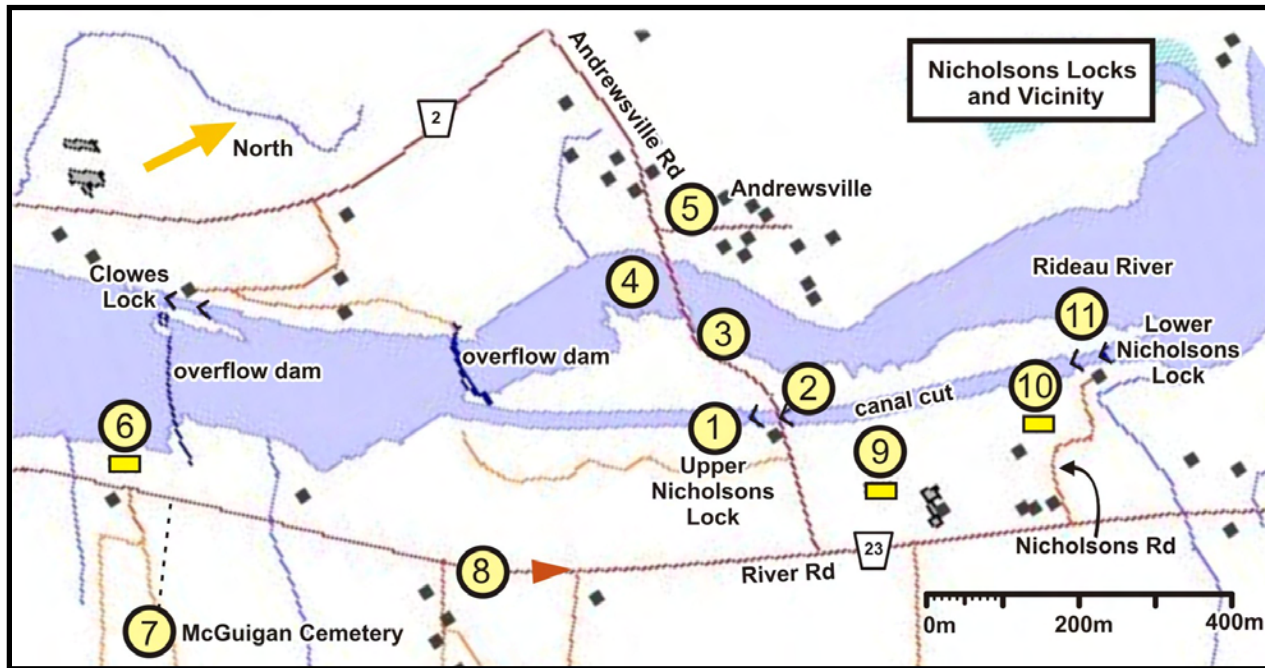 Nicholsons Locks
and Vicinity
2
North
Andrewsville Rd
Andrewsville
5
Clowes
Lock
4
Rideau River
3
11
Lower
Nicholsons
Lock
overflow dam
overflow dam
2
10
canal cut
6
1
9
Upper
Nicholsons
Lock
23
Nicholsons Rd
8
River Rd
7
McGuigan Cemetery
0m
200m
400m